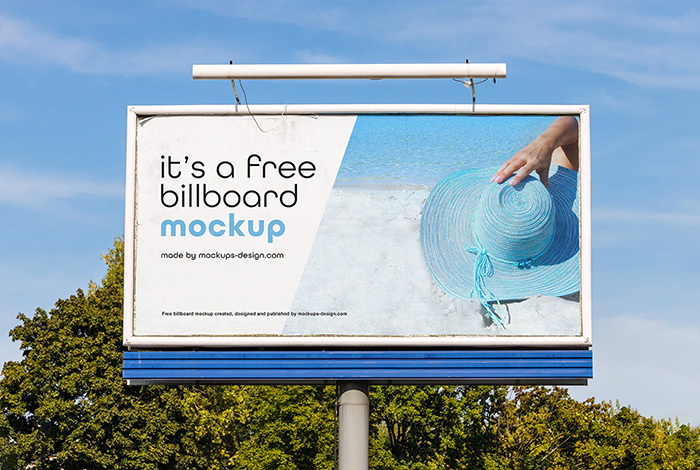 it's a free
billboard
mockup
made by mockups-design.com
Free billboard mockup created, designed and published by mockups-design.com